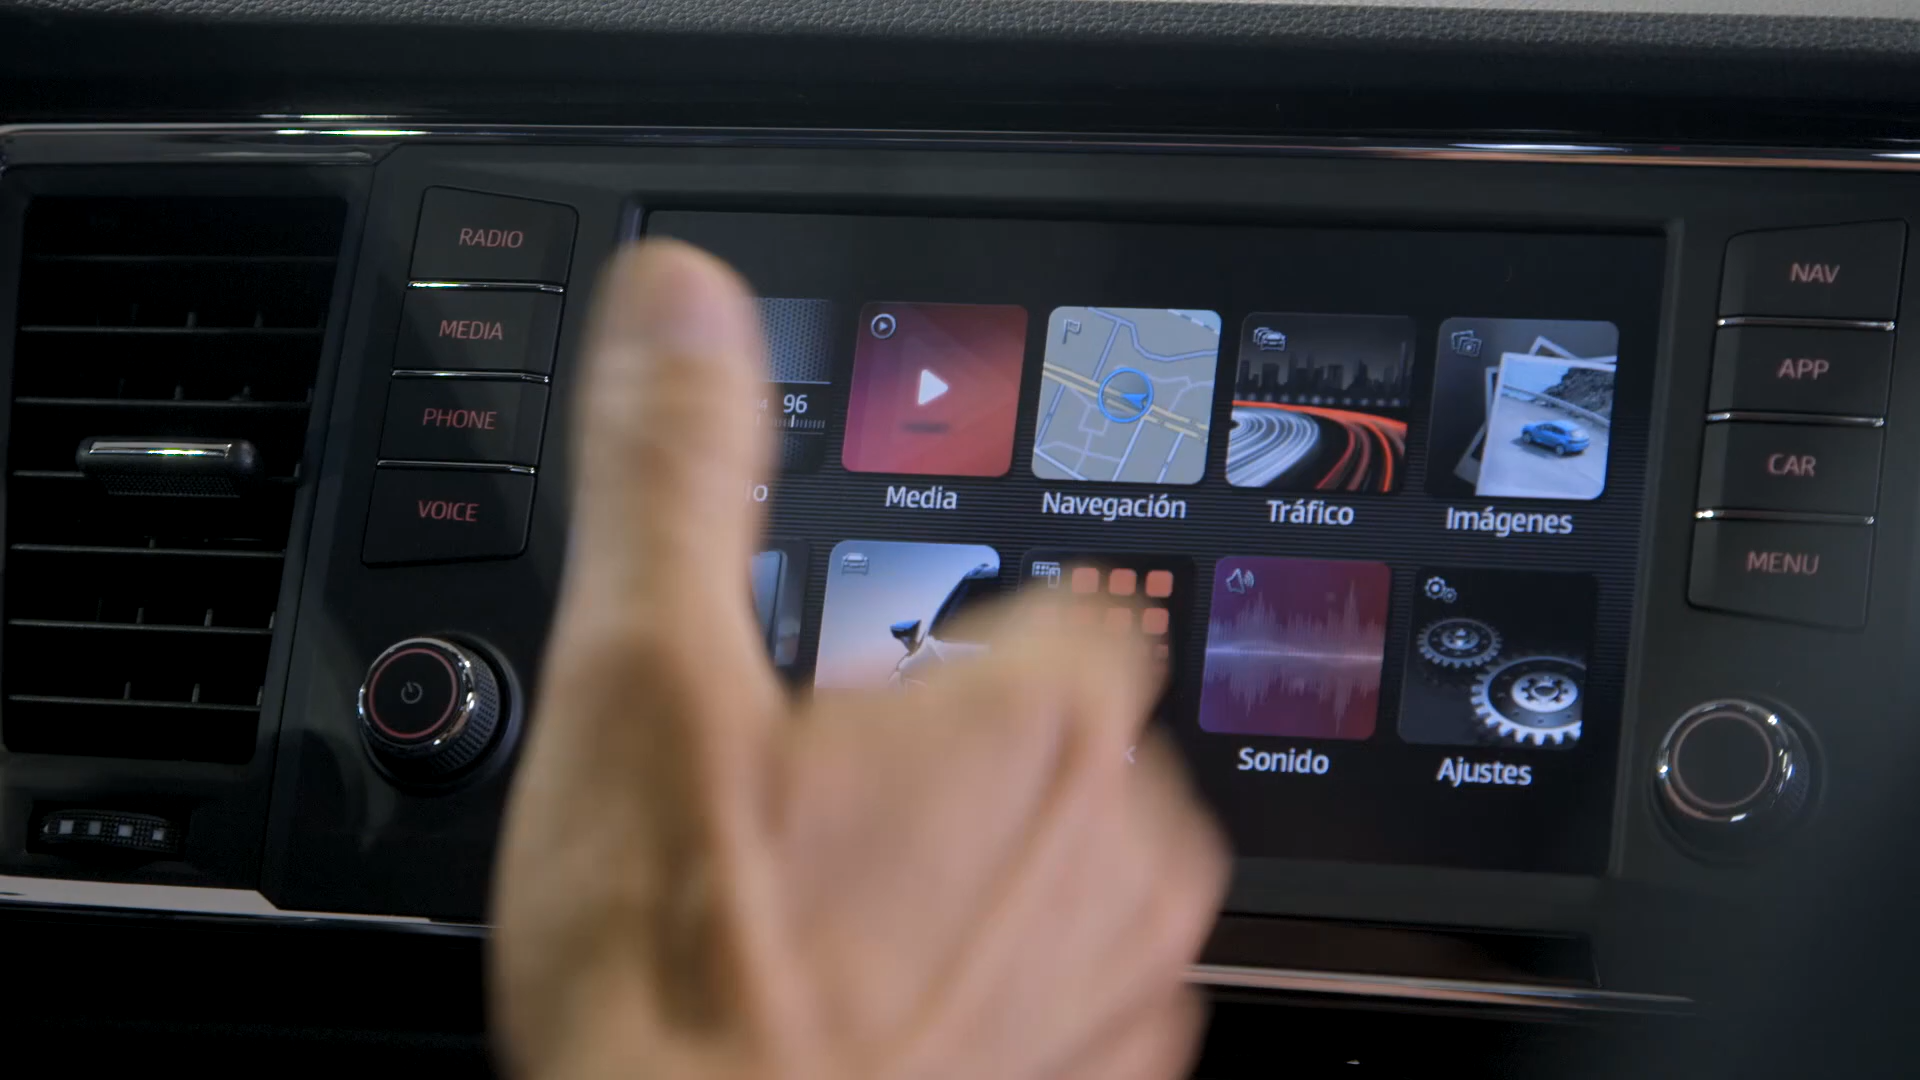 RADIO
MEDIA
PHONE
VOICE
96
Media
Navegación
Tráfico
Imágenes
Sonido
Ajustes
NAV
APP
CAR
MENU